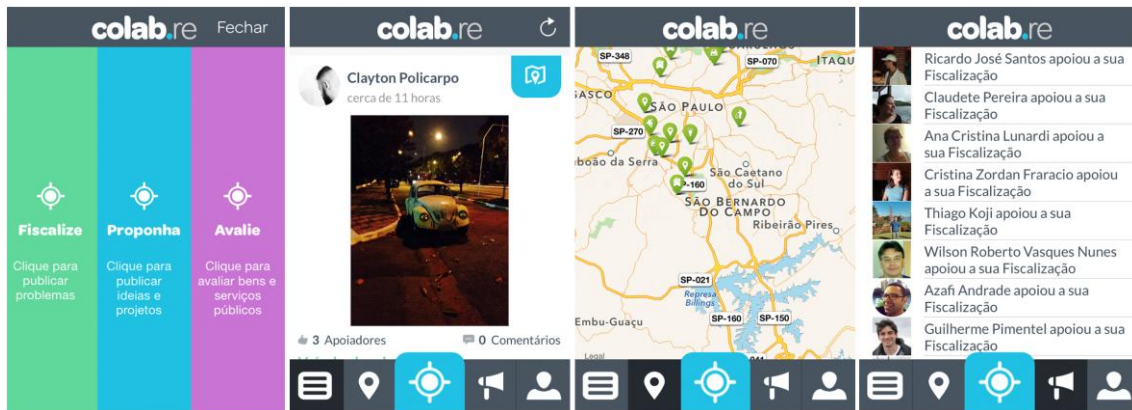 colab.re Fechar
Fiscalize
Clique para
publicar
problemas
Proponha
Clique para
publicar
ideias e
projetos
Avalie
Clique para
avaliar bens e
serviços
públicos
colab.re
Clayton Policarpo
cerca de 11 horas
3 Apoiadores
0 Comentários
colab.re
SP-348
SP-070
ITAQU
ASCO
SÃO PAULO
SP-270
boão da Serra
São Caetano
do Sul
P-160
SÃO BERNARDO
DO CAMPO
Ribeirão Pires
SP-021
Represa
Billings
SP-160
SP-150
Embu-Guaçu
Legal
colab.re
Ricardo José Santos apoiou a sua
Fiscalização
Claudete Pereira apoiou a sua
Fiscalização
Ana Cristina Lunardi apoiou a
sua Fiscalização
Cristina Zordan Fraracio apoiou
a sua Fiscalização
Thiago Koji apoiou a sua
Fiscalização
Wilson Roberto Vasques Nunes
apoiou a sua Fiscalização
Azafi Andrade apoiou a sua
Fiscalização
Guilherme Pimentel apoiou a sua
Fiscalização